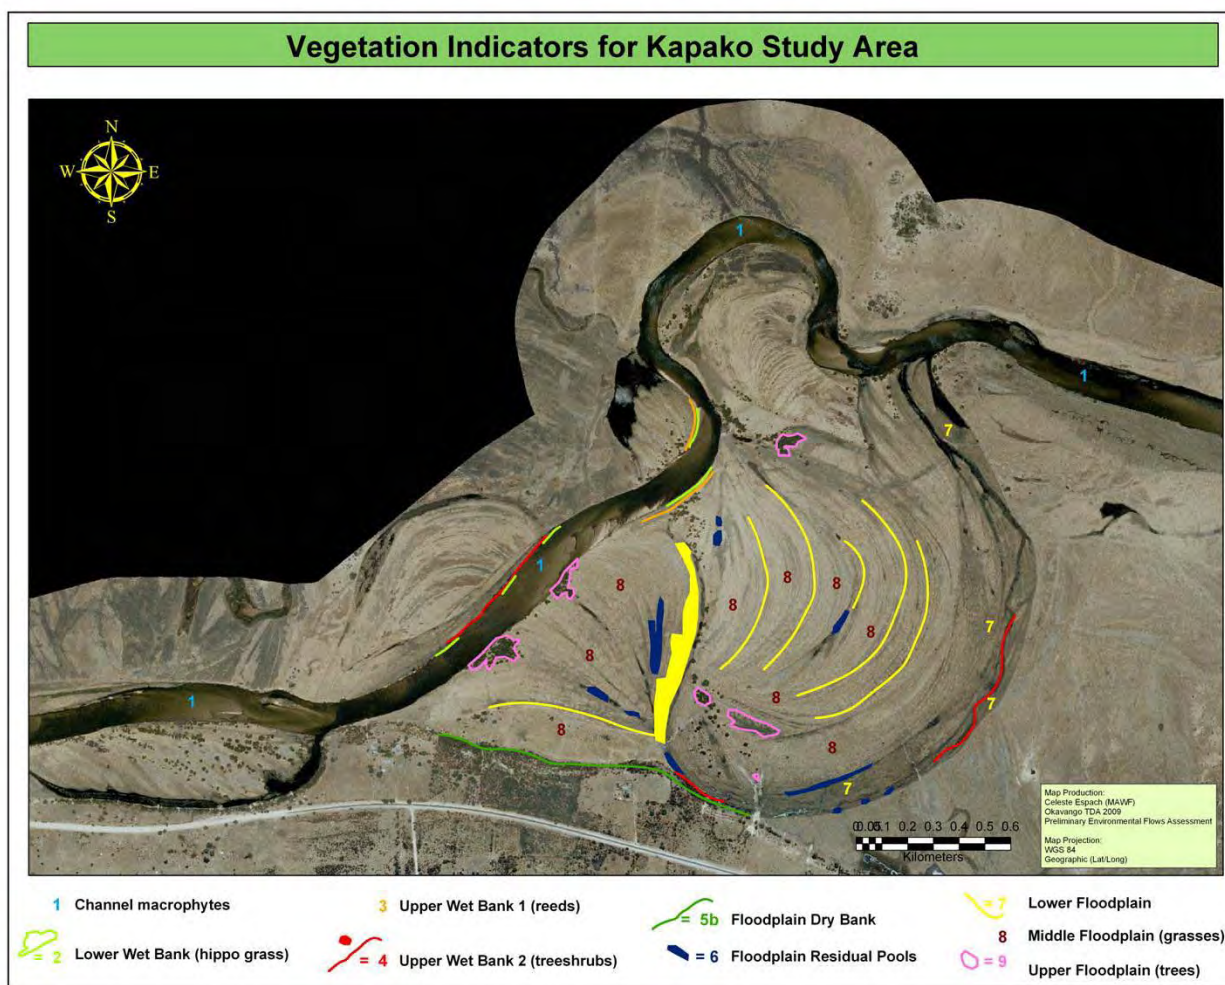 Vegetation Indicators for Kapako Study Area
N
W E
S
1
1
7
1
8
8
8
8
7
8
8
8
7
1
8
8
7
0 0.05 0.1 0.2 0.3 0.4 0.5 0.6
Kilometers
Map Production:
Celeste Espach (MAWF)
Okavango TDA 2009
Preliminary Environmental Flows Assessment
Map Projection:
WGS 84
Geographic (Lat/Long)
1 Channel macrophytes
= 2 Lower Wet Bank (hippo grass)
3 Upper Wet Bank 1 (reeds)
= 4 Upper Wet Bank 2 (treeshrubs)
= 5b Floodplain Dry Bank
= 6 Floodplain Residual Pools
= 7 Lower Floodplain
8 Middle Floodplain (grasses)
= 9 Upper Floodplain (trees)